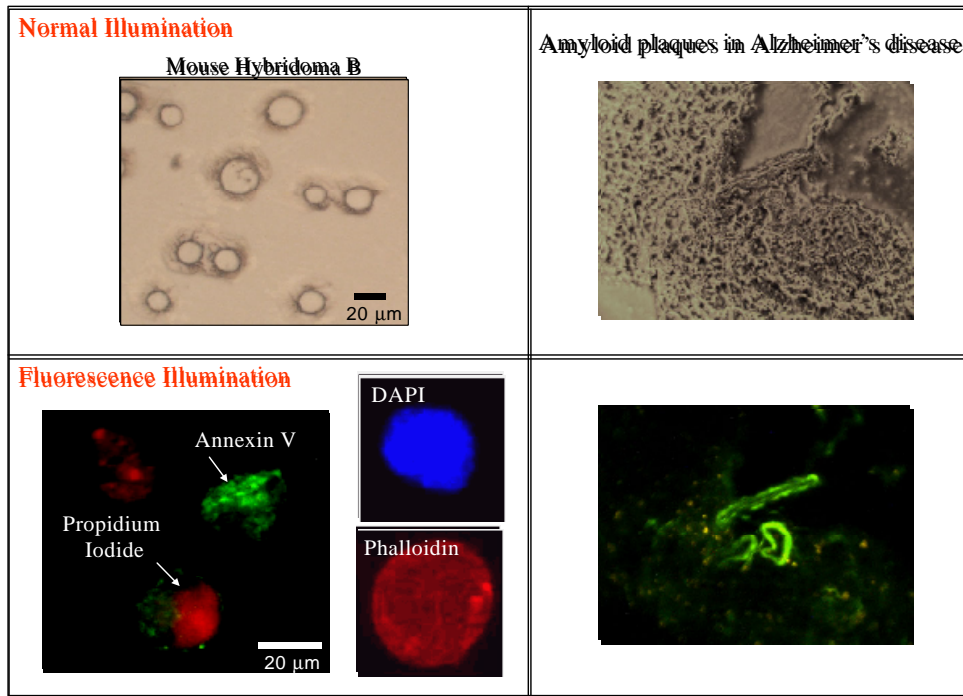 Normal Illumination
Mouse Hybridoma B
20 μm
Amyloid plaques in Alzheimer’s disease
Fluorescence Illumination
Annexin V
Propidium
Iodide
20 μm
DAPI
Phalloidin